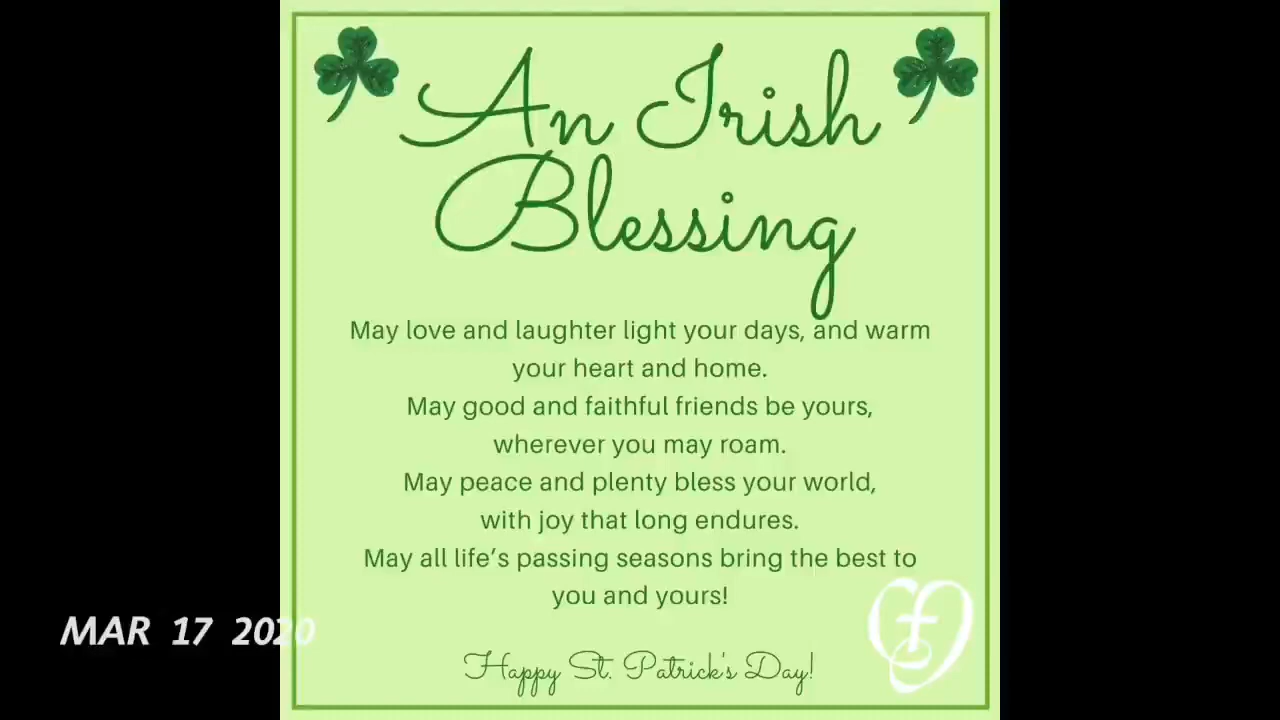 An Irish
Blessing
May love and laughter light your days, and warm
your heart and home.
May good and faithful friends be yours,
wherever you may roam.
May peace and plenty bless your world,
with joy that long endures.
May all life’s passing seasons bring the best to
you and yours!
MAR 17 2020
Happy St. Patrick's Day!